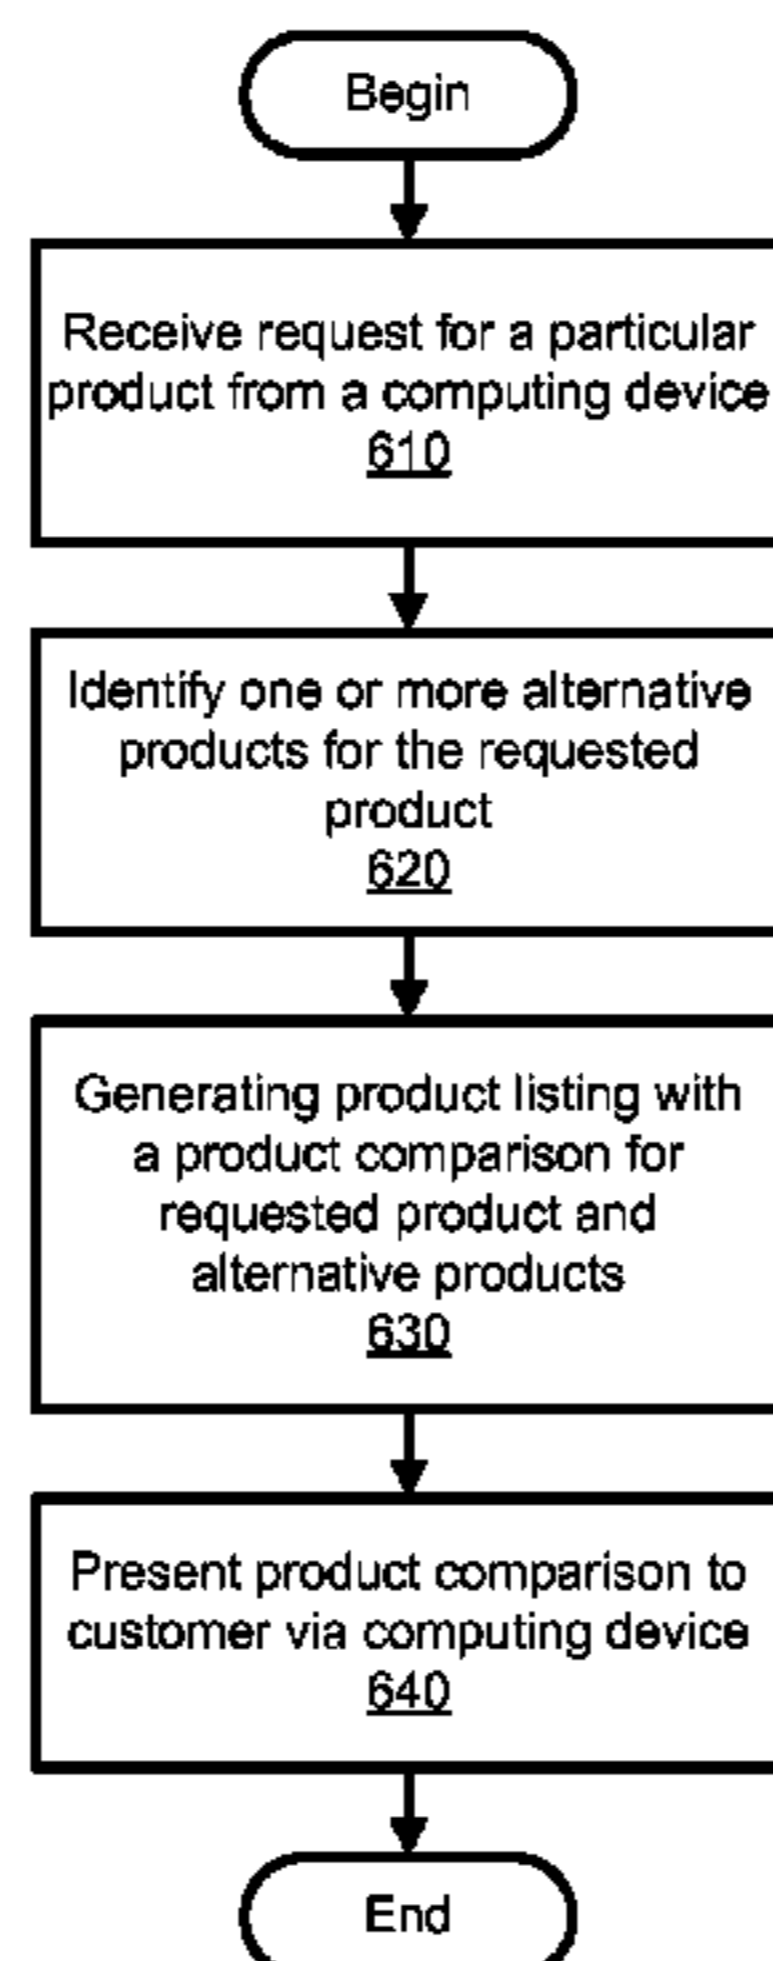 Begin
Receive request for a particular
product from a computing device
610
Identify one or more alternative
products for the requested
product
620
Generating product listing with
a product comparison for
requested product and
alternative products
630
Present product comparison to
customer via computing device
640
End